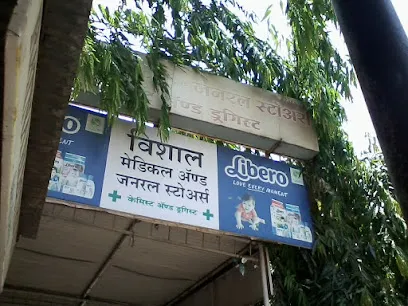 जनरल स्टोअर्स
अॅण्ड ड्रगिस्ट
विशाल
मेडिकल अॅण्ड
जनरल स्टोअर्स
केमिस्ट अॅण्ड ड्रगिस्ट
Libero
LOVE EVERY MOMENT